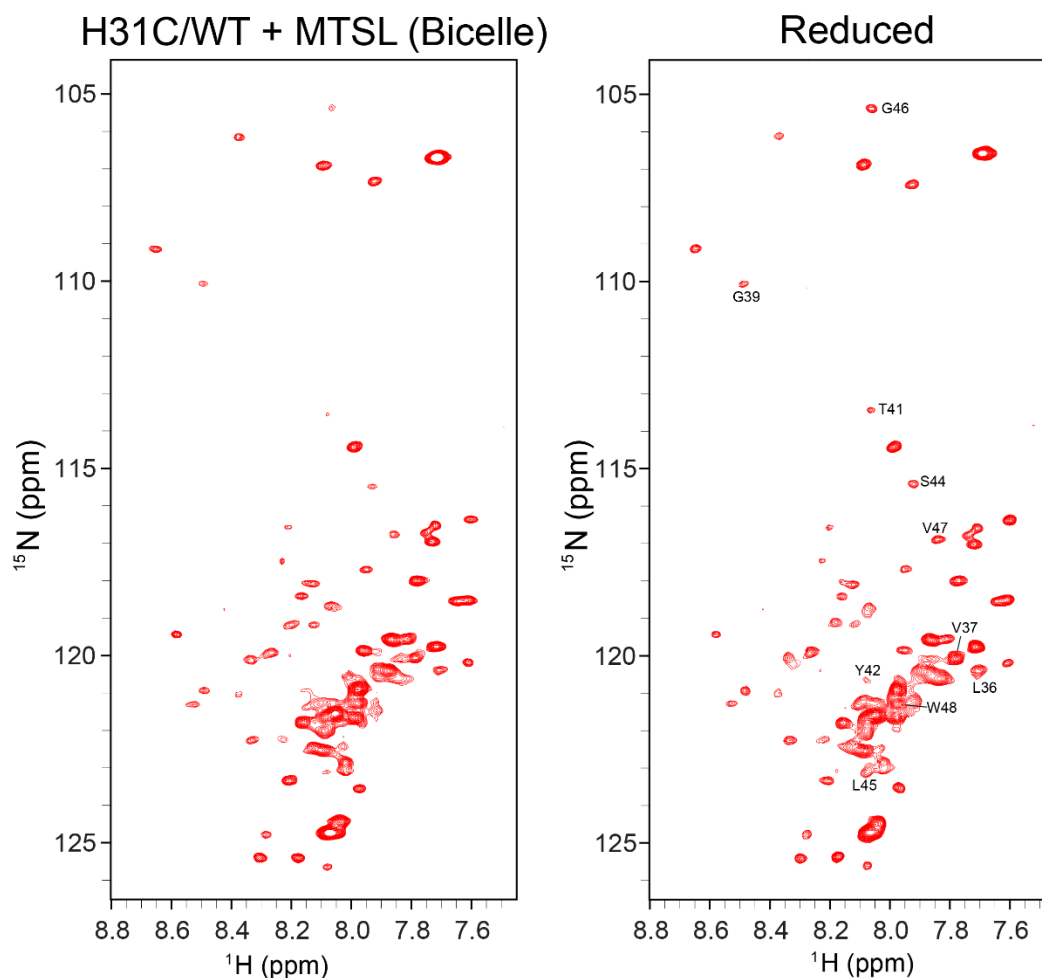 H31C/WT + MTSL (Bicelle)
Reduced
105
110
115
120
125
¹⁵N (ppm)
8.8 8.6 8.4 8.2 8.0 7.8 7.6
¹H (ppm)
105
110
115
120
125
¹⁵N (ppm)
G46
G39
T41
S44
V47
V37
Y42
L36
W48
L45
8.8 8.6 8.4 8.2 8.0 7.8 7.6
¹H (ppm)